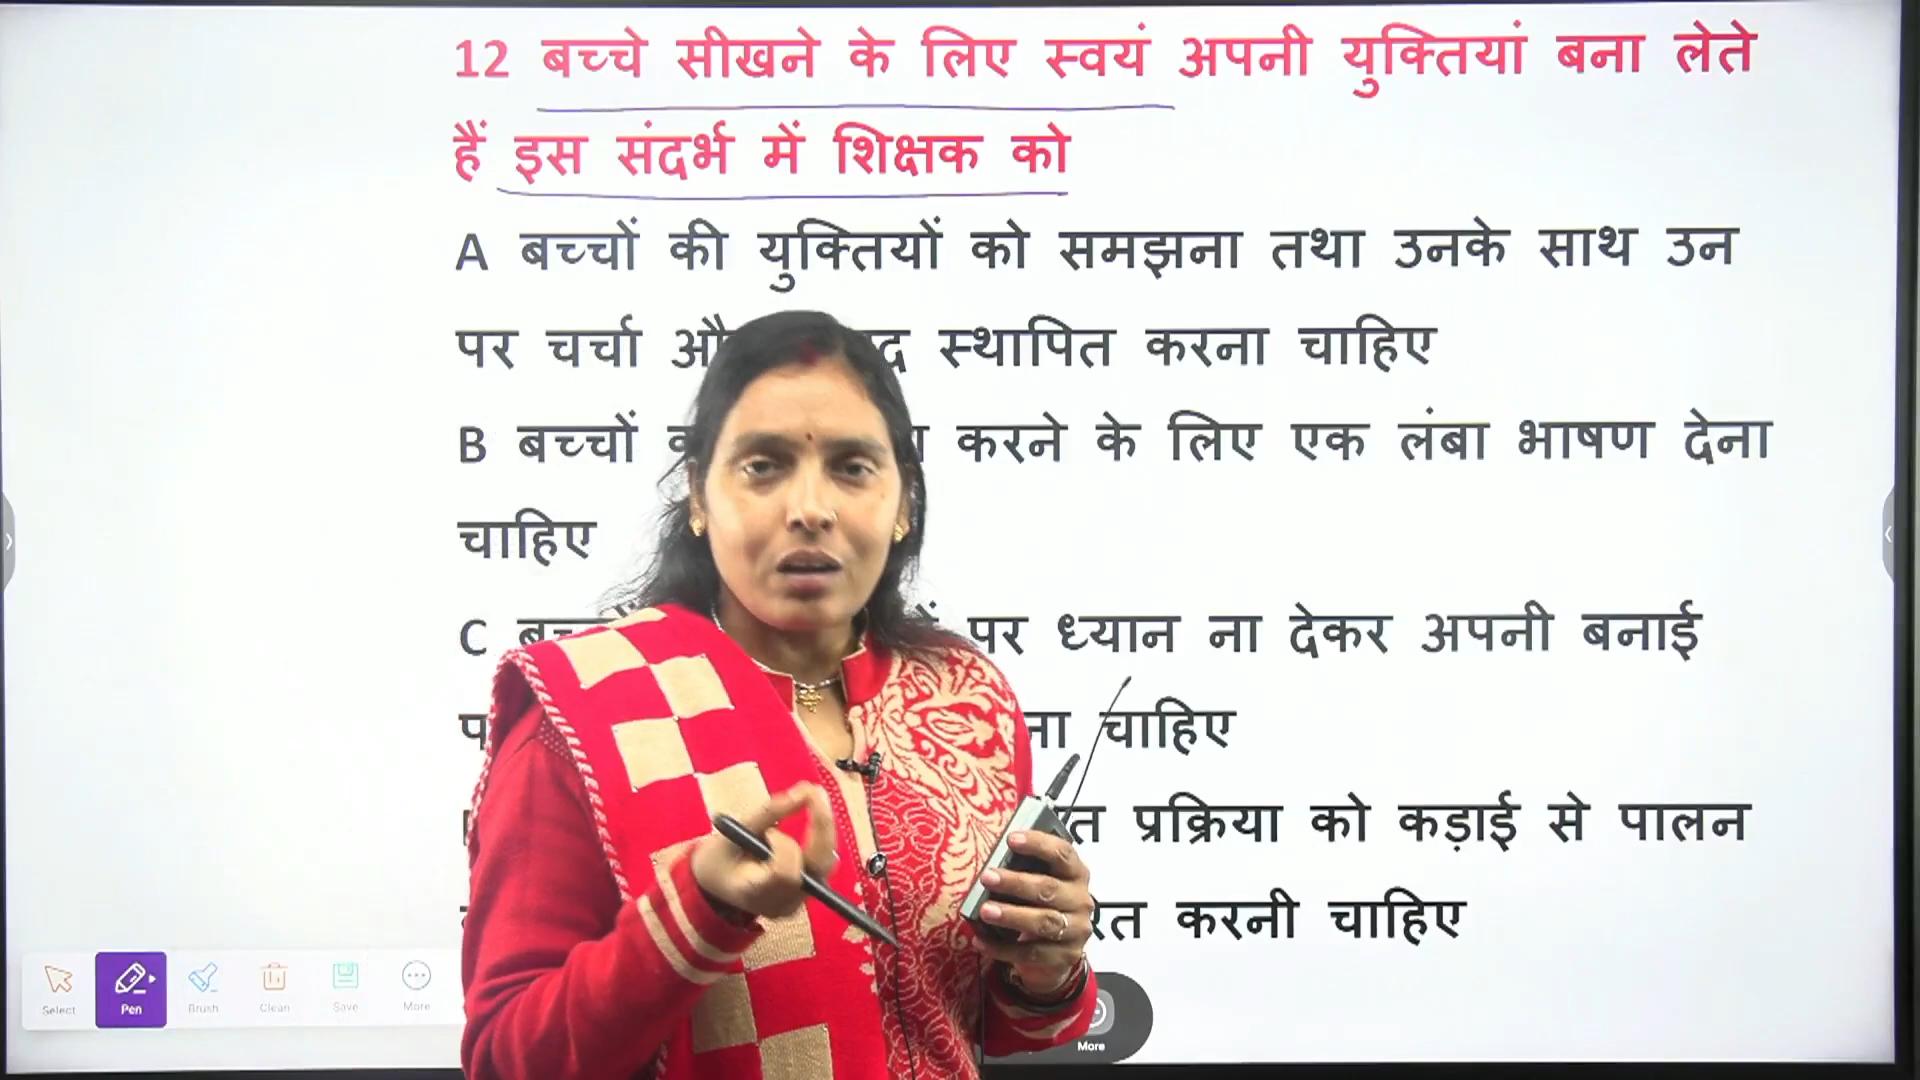 12 बच्चे सीखने के लिए स्वयं अपनी युक्तियां बना लेते
हैं इस संदर्भ में शिक्षक को
A बच्चों की युक्तियों को समझना तथा उनके साथ उन
पर चर्चा स्थापित करना चाहिए
B बच्चों करने के लिए एक लंबा भाषण देना
चाहिए
C पर ध्यान ना देकर अपनी बनाई
चाहिए
प्रक्रिया को कड़ाई से पालन
करनी चाहिए
Select Pen Brush Clean Save More
More